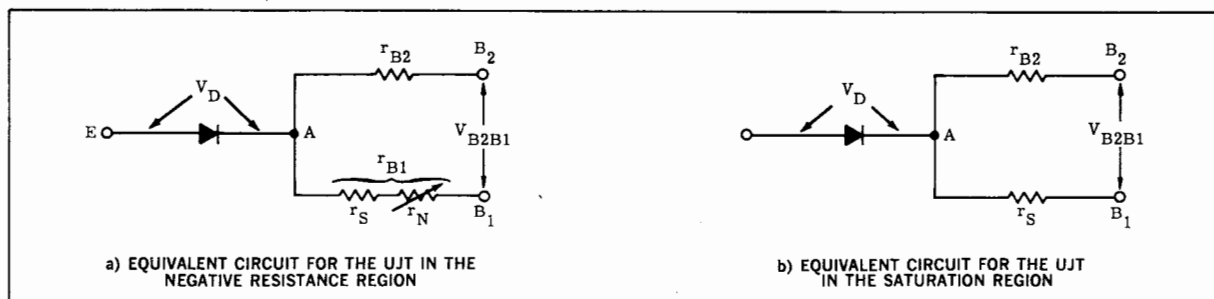 r_B2
B_2
V_D
E
A
V_B2B1
r_B1
r_S
r_N
B_1
a) EQUIVALENT CIRCUIT FOR THE UJT IN THE
NEGATIVE RESISTANCE REGION
r_B2
B_2
V_D
A
V_B2B1
r_S
B_1
b) EQUIVALENT CIRCUIT FOR THE UJT
IN THE SATURATION REGION